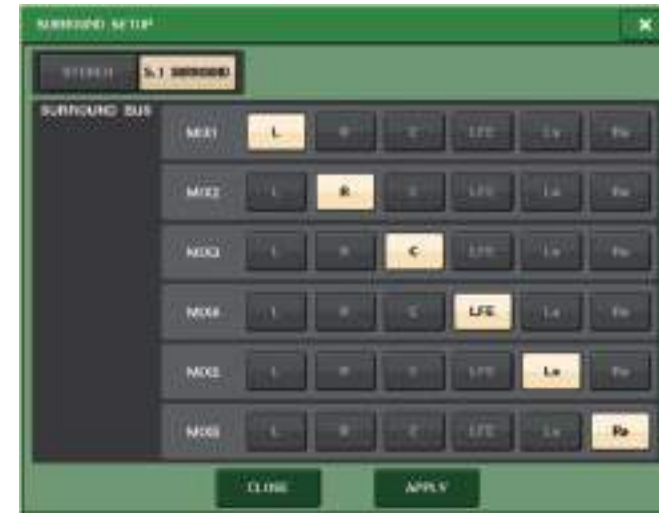 SURROUND SETUP
STEREO 5.1 SURROUND
SURROUND BUS
MIX1 L R C LFE Ls Rs
MIX2 L R C LFE Ls Rs
MIX3 L R C LFE Ls Rs
MIX4 L R C LFE Ls Rs
MIX5 L R C LFE Ls Rs
MIX6 L R C LFE Ls Rs
CLOSE APPLY